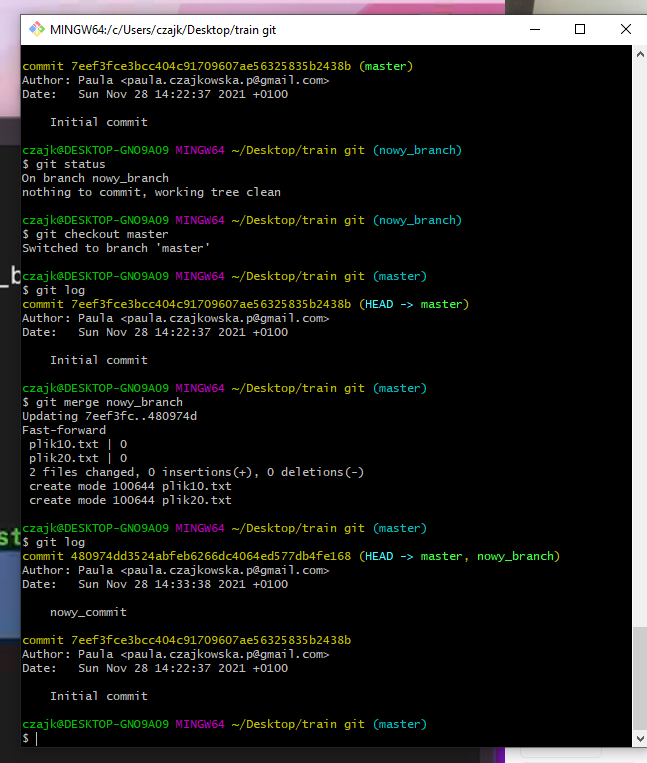 MINGW64:/c/Users/czajk/Desktop/train git
commit 7eef3fce3bcc404c91709607ae56325835b2438b (master)
Author: Paula <paula.czajkowska.p@gmail.com>
Date:   Sun Nov 28 14:22:37 2021 +0100
Initial commit
czajk@DESKTOP-GNO9A09 MINGW64 ~/Desktop/train git (nowy_branch)
$ git status
On branch nowy_branch
nothing to commit, working tree clean
czajk@DESKTOP-GNO9A09 MINGW64 ~/Desktop/train git (nowy_branch)
$ git checkout master
Switched to branch 'master'
_b
czajk@DESKTOP-GNO9A09 MINGW64 ~/Desktop/train git (master)
$ git log
commit 7eef3fce3bcc404c91709607ae56325835b2438b (HEAD -> master)
Author: Paula <paula.czajkowska.p@gmail.com>
Date:   Sun Nov 28 14:22:37 2021 +0100
Initial commit
czajk@DESKTOP-GNO9A09 MINGW64 ~/Desktop/train git (master)
$ git merge nowy_branch
Updating 7eef3fc..480974d
Fast-forward
plik10.txt | 0
plik20.txt | 0
2 files changed, 0 insertions(+), 0 deletions(-)
create mode 100644 plik10.txt
create mode 100644 plik20.txt
czajk@DESKTOP-GNO9A09 MINGW64 ~/Desktop/train git (master)
st
$ git log
commit 480974dd3524abfeb6266dc4064ed577db4fe168 (HEAD -> master, nowy_branch)
Author: Paula <paula.czajkowska.p@gmail.com>
Date:   Sun Nov 28 14:33:38 2021 +0100
nowy_commit
commit 7eef3fce3bcc404c91709607ae56325835b2438b
Author: Paula <paula.czajkowska.p@gmail.com>
Date:   Sun Nov 28 14:22:37 2021 +0100
Initial commit
czajk@DESKTOP-GNO9A09 MINGW64 ~/Desktop/train git (master)
$